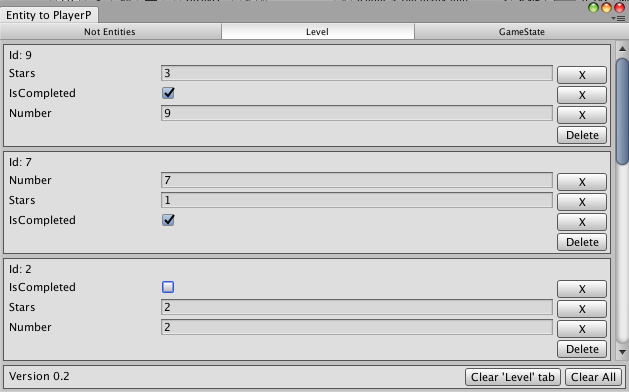 Entity to PlayerP
Not Entities Level GameState
Id: 9
Stars 3 X
IsCompleted X
Number 9 X
Delete
Id: 7
Number 7 X
Stars 1 X
IsCompleted X
Delete
Id: 2
IsCompleted X
Stars 2 X
Number 2 X
Delete
Version 0.2 Clear 'Level' tab Clear All